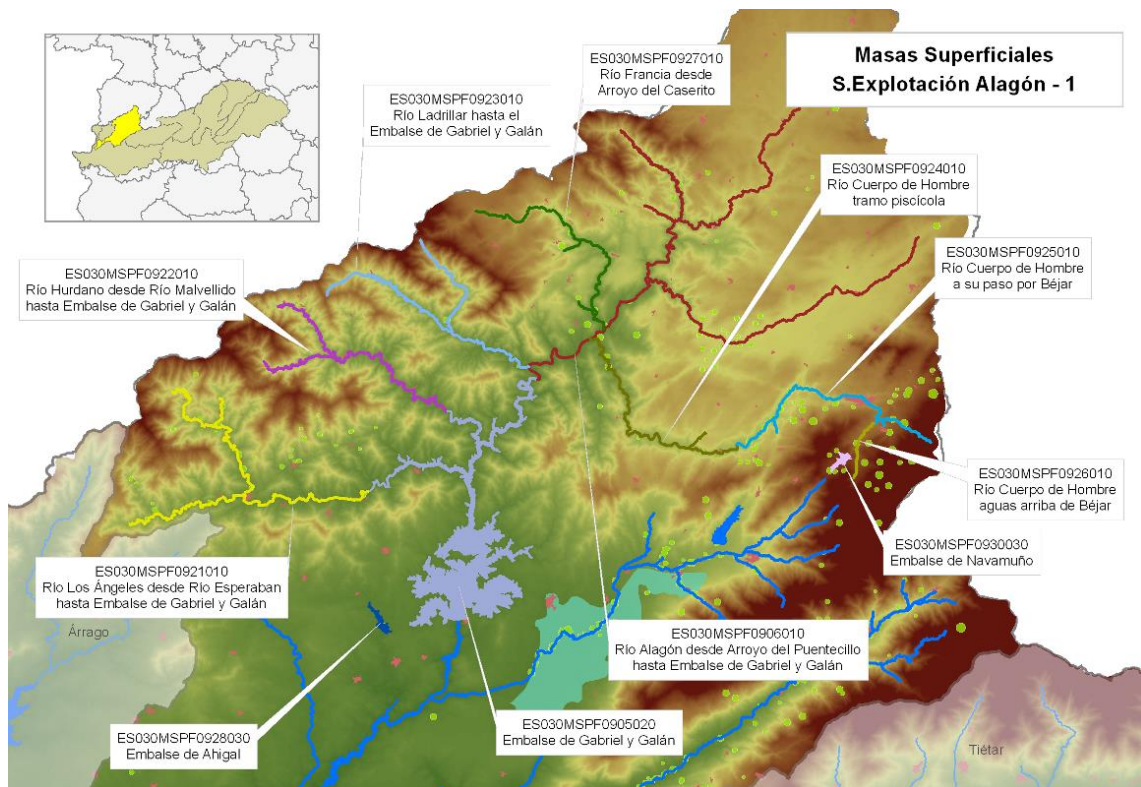 Masas Superficiales
S.Explotación Alagón - 1
ES030MSPF0927010
Río Francia desde
Arroyo del Caserito
ES030MSPF0923010
Río Ladrillar hasta el
Embalse de Gabriel y Galán
ES030MSPF0924010
Río Cuerpo de Hombre
tramo piscícola
ES030MSPF0925010
Río Cuerpo de Hombre
a su paso por Béjar
ES030MSPF0922010
Río Hurdano desde Río Malvellido
hasta Embalse de Gabriel y Galán
ES030MSPF0926010
Río Cuerpo de Hombre
aguas arriba de Béjar
ES030MSPF0930030
Embalse de Navamuño
ES030MSPF0921010
Río Los Ángeles desde Río Esperaban
hasta Embalse de Gabriel y Galán
Árrago
ES030MSPF0906010
Río Alagón desde Arroyo del Puentecillo
hasta Embalse de Gabriel y Galán
ES030MSPF0928030
Embalse de Ahigal
ES030MSPF0905020
Embalse de Gabriel y Galán
Tiétar